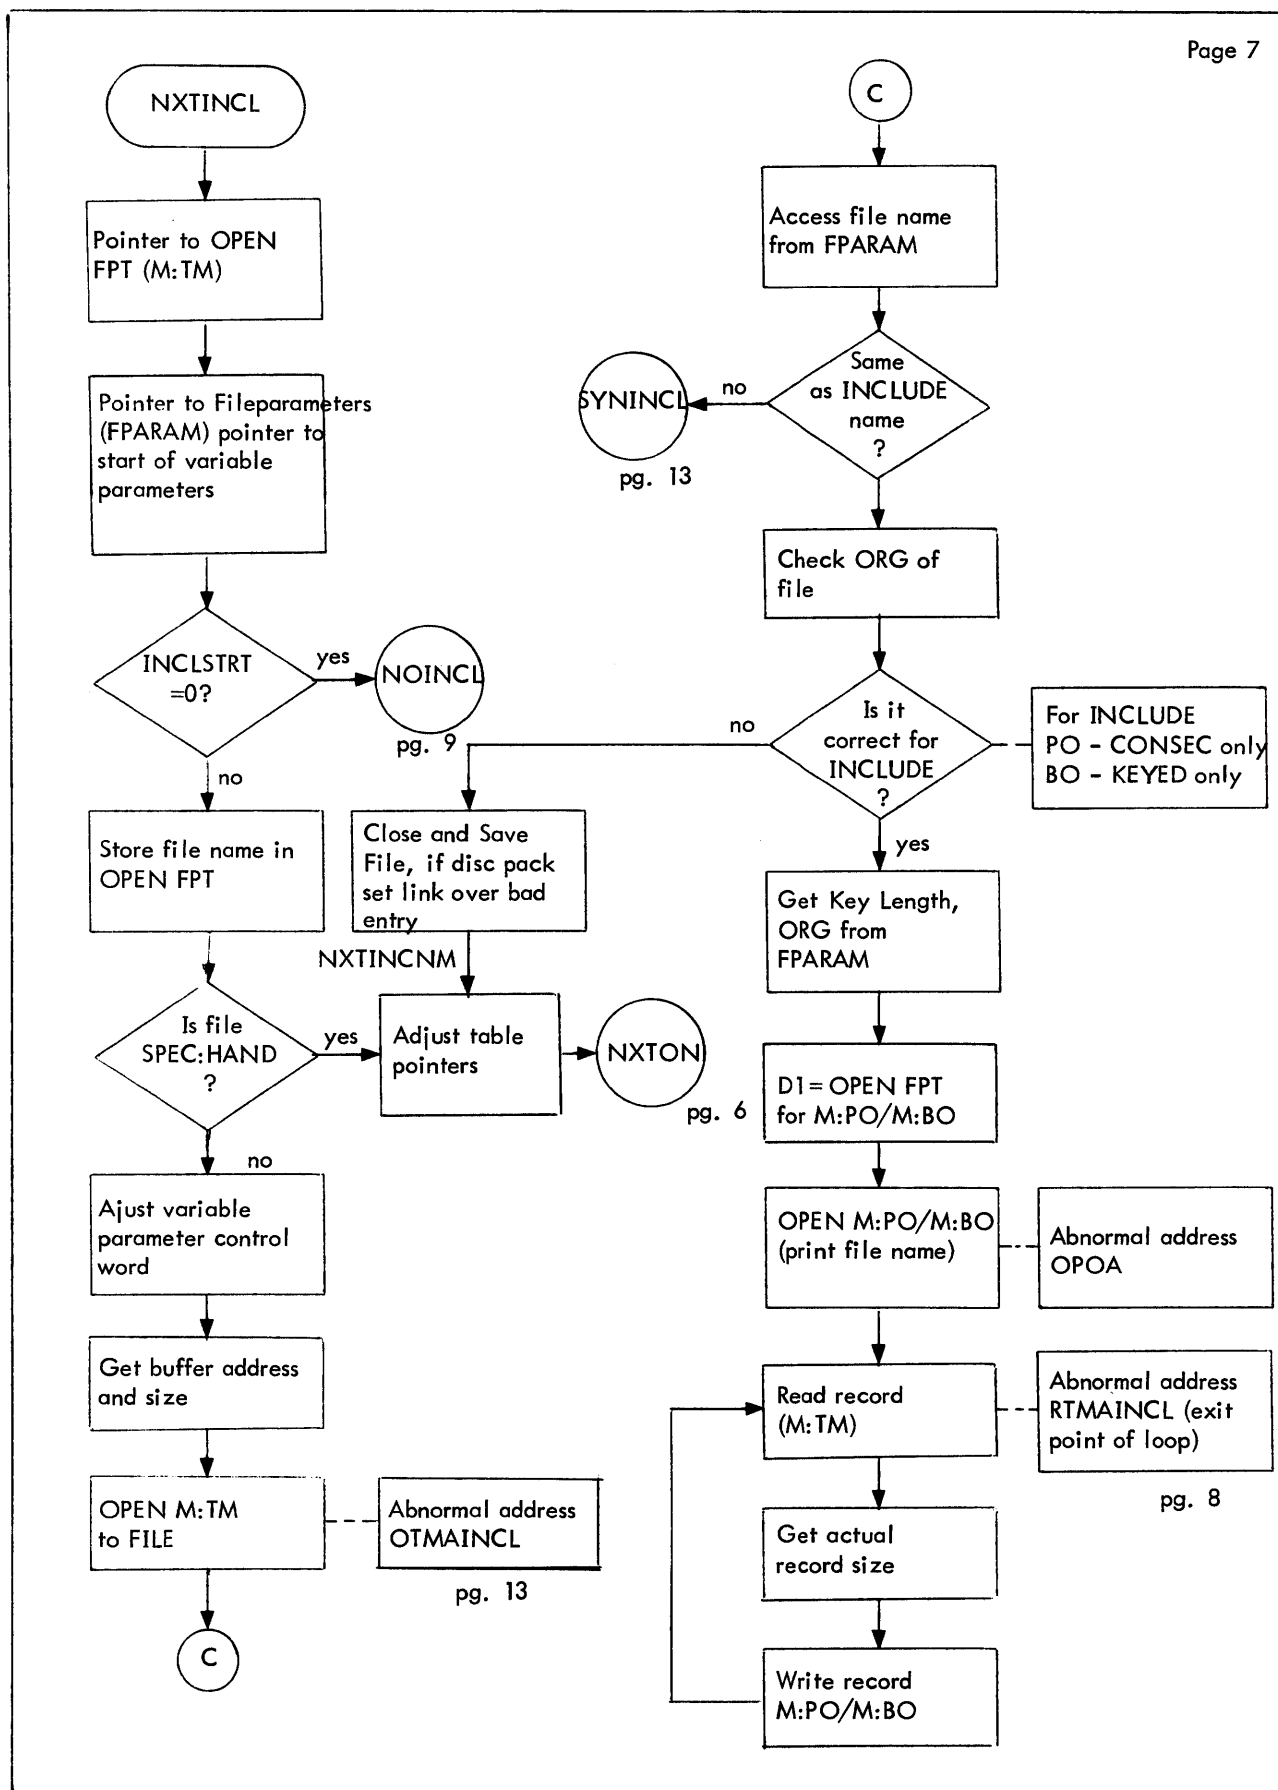 Page 7
NXTINCL
Pointer to OPEN
FPT (M:TM)
Pointer to Fileparameters
(FPARAM) pointer to
start of variable
parameters
INCLSTRT
=0?
yes
NOINCL
pg. 9
no
Store file name in
OPEN FPT
Is file
SPEC:HAND
?
yes
no
Close and Save
File, if disc pack
set link over bad
entry
NXTINCNM
Adjust table
pointers
NXTON
pg. 6
Ajust variable
parameter control
word
Get buffer address
and size
OPEN M:TM
to FILE
Abnormal address
OTMAINCL
pg. 13
C
C
Access file name
from FPARAM
Same
as INCLUDE
name
?
no
SYNINCL
pg. 13
Check ORG of
file
Is it
correct for
INCLUDE
?
no
yes
For INCLUDE
PO - CONSEC only
BO - KEYED only
Get Key Length,
ORG from
FPARAM
D1= OPEN FPT
for M:PO/M:BO
OPEN M:PO/M:BO
(print file name)
Abnormal address
OPOA
Read record
(M:TM)
Abnormal address
RTMAINCL (exit
point of loop)
pg. 8
Get actual
record size
Write record
M:PO/M:BO